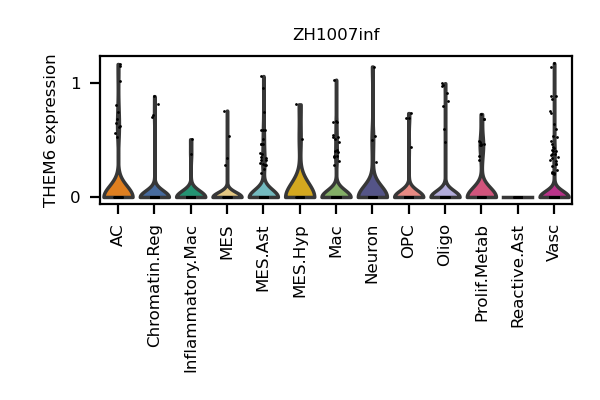 ZH1007inf
THEM6 expression
1
0
AC
Chromatin.Reg
Inflammatory.Mac
MES
MES.Ast
MES.Hyp
Mac
Neuron
OPC
Oligo
Prolif.Metab
Reactive.Ast
Vasc